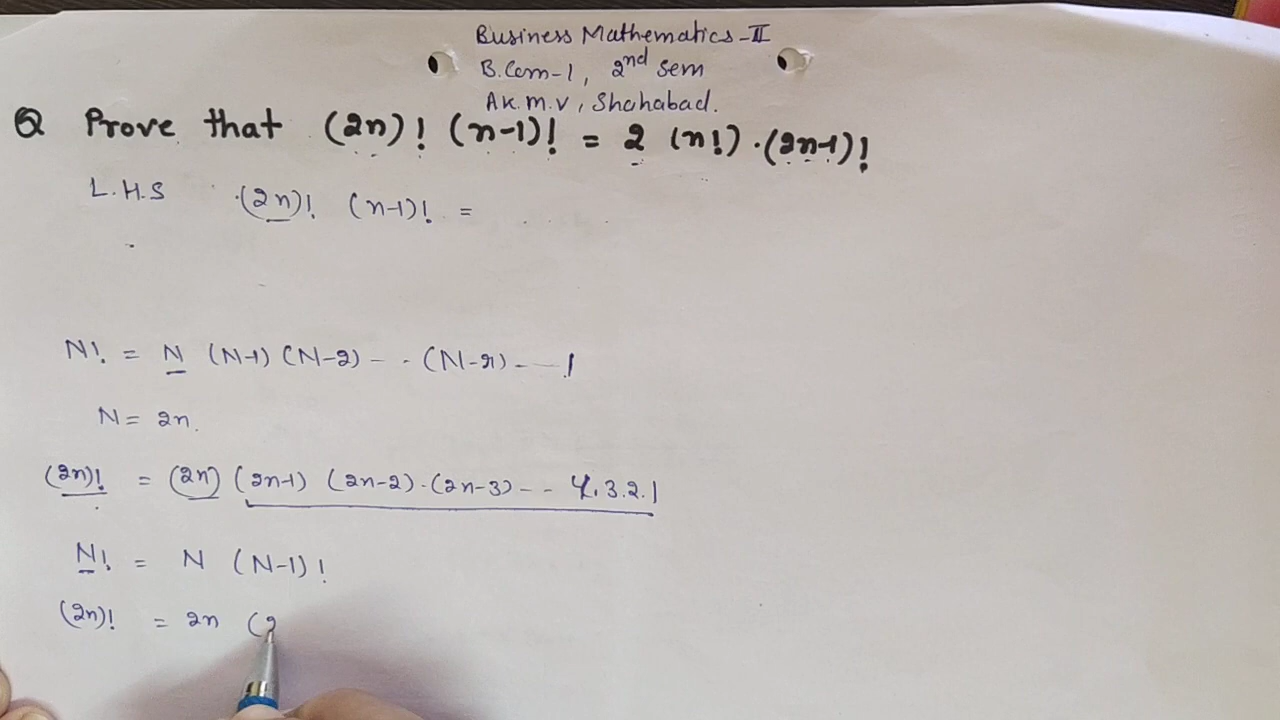 Business Mathematics-II
B.Com-1, 2nd Sem
AK.M.V, Shahabad.
Q Prove that (2n)! (n-1)! = 2 (n!) · (2n-1)!
L.H.S (2n)! (n-1)! =
N! = N (N-1) (N-2) - - (N-r) - - - 1
N = 2n.
(2n)! = (2n) (2n-1) (2n-2)·(2n-3) - - 4.3.2.1
N! = N (N-1)!
(2n)! = 2n (2